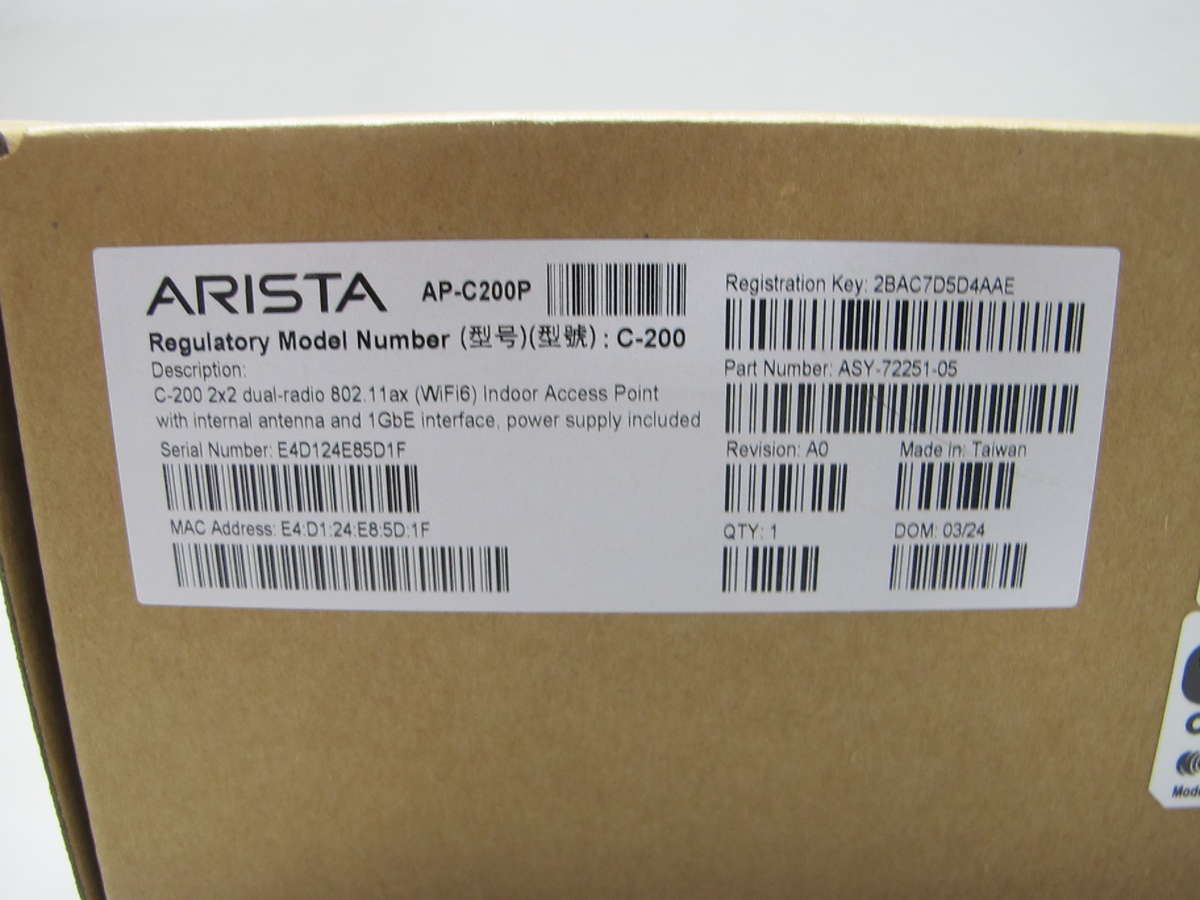 ARISTA AP-C200P
Regulatory Model Number (型号)(型號) : C-200
Description:
C-200 2x2 dual-radio 802.11ax (WiFi6) Indoor Access Point
with internal antenna and 1GbE interface, power supply included
Serial Number: E4D124E85D1F
MAC Address: E4:D1:24:E8:5D:1F
Registration Key: 2BAC7D5D4AAE
Part Number: ASY-72251-05
Revision: A0 Made in: Taiwan
QTY: 1 DOM: 03/24